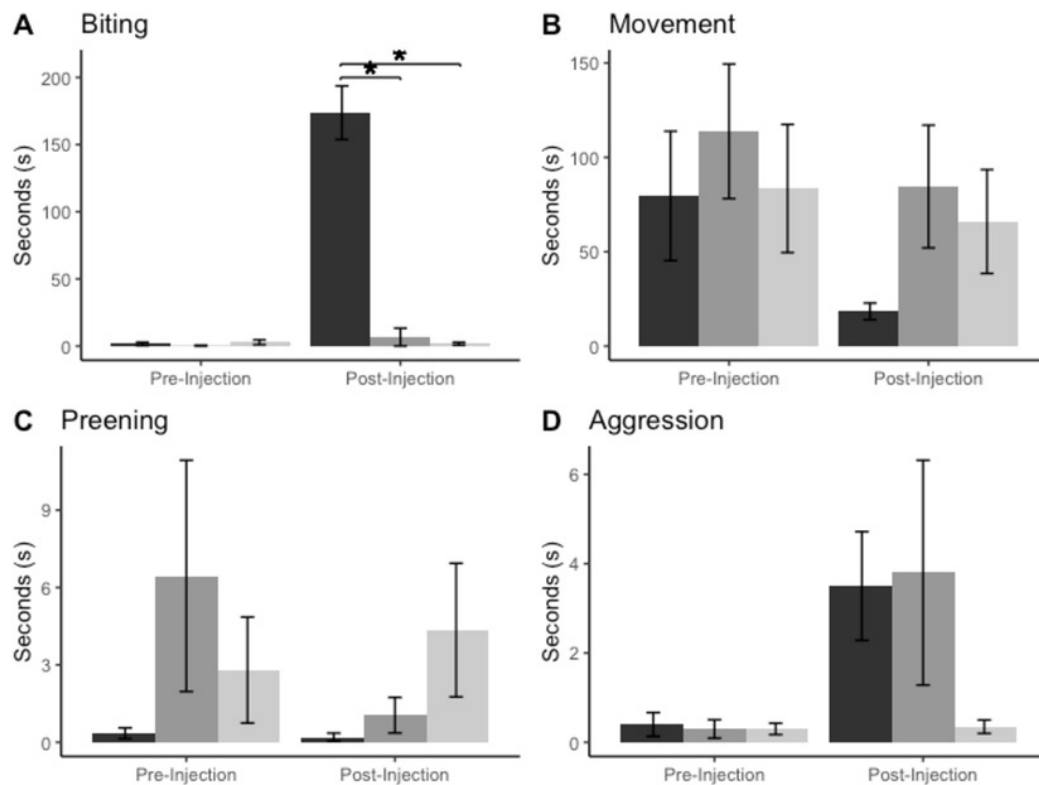 A Biting
Seconds (s)
200
150
100
50
0
*
*
Pre-Injection
Post-Injection
B Movement
Seconds (s)
150
100
50
0
Pre-Injection
Post-Injection
C Preening
Seconds (s)
9
6
3
0
Pre-Injection
Post-Injection
D Aggression
Seconds (s)
6
4
2
0
Pre-Injection
Post-Injection